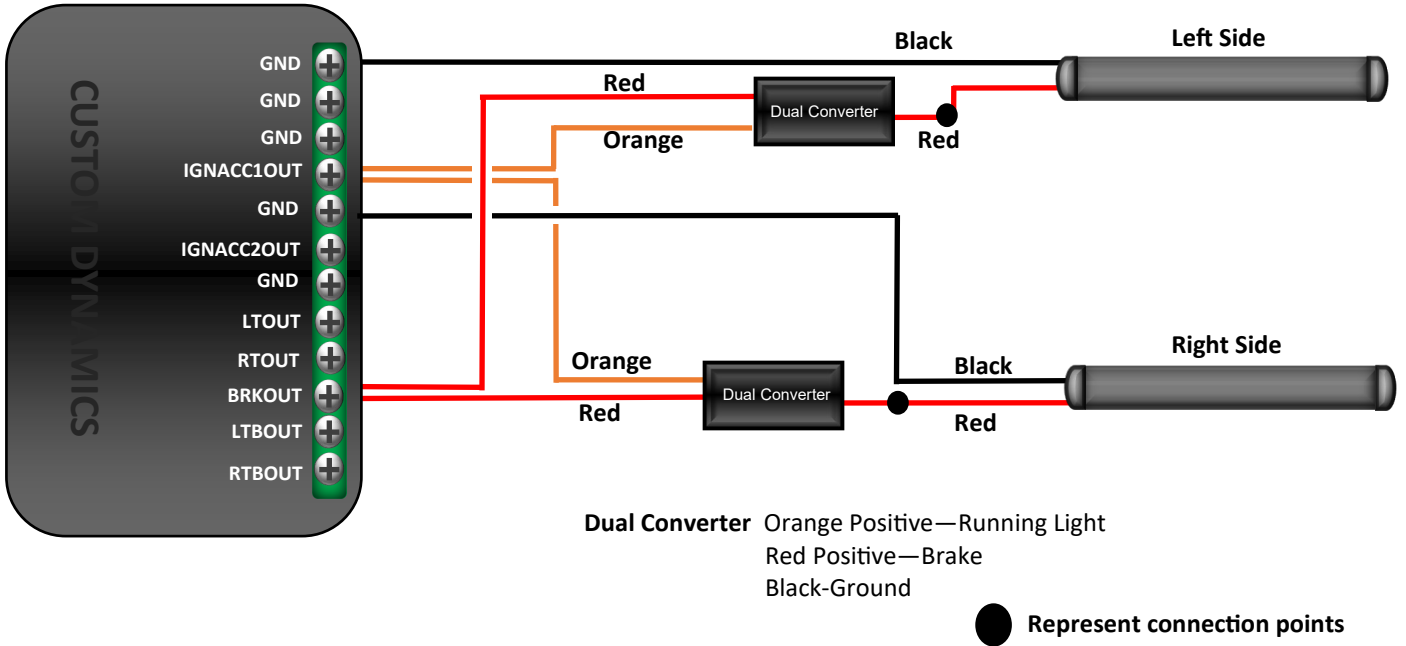 CUSTOM DYNAMICS
GND
GND
GND
IGNACC1OUT
GND
IGNACC2OUT
GND
LTOUT
RTOUT
BRKOUT
LTBOUT
RTBOUT
Black
Left Side
Red
Dual Converter
Orange
Red
Orange
Dual Converter
Red
Black
Right Side
Red
Dual Converter Orange Positive—Running Light
Red Positive—Brake
Black-Ground
Represent connection points